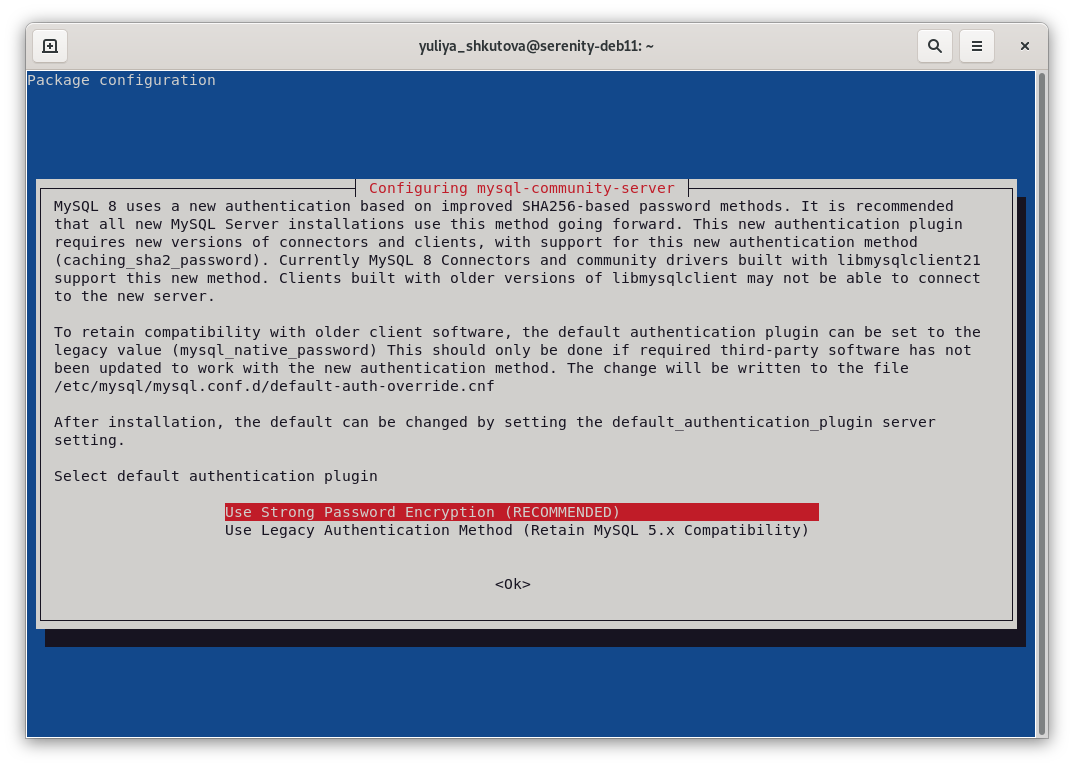 yuliya_shkutova@serenity-deb11: ~
Package configuration
Configuring mysql-community-server
MySQL 8 uses a new authentication based on improved SHA256-based password methods. It is recommended
that all new MySQL Server installations use this method going forward. This new authentication plugin
requires new versions of connectors and clients, with support for this new authentication method
(caching_sha2_password). Currently MySQL 8 Connectors and community drivers built with libmysqlclient21
support this new method. Clients built with older versions of libmysqlclient may not be able to connect
to the new server.
To retain compatibility with older client software, the default authentication plugin can be set to the
legacy value (mysql_native_password) This should only be done if required third-party software has not
been updated to work with the new authentication method. The change will be written to the file
/etc/mysql/mysql.conf.d/default-auth-override.cnf
After installation, the default can be changed by setting the default_authentication_plugin server
setting.
Select default authentication plugin
Use Strong Password Encryption (RECOMMENDED)
Use Legacy Authentication Method (Retain MySQL 5.x Compatibility)
<Ok>